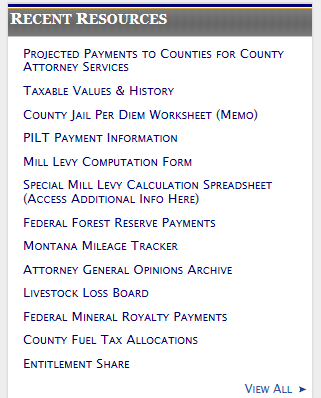 Recent Resources
Projected Payments to Counties for County
Attorney Services
Taxable Values & History
County Jail Per Diem Worksheet (Memo)
PILT Payment Information
Mill Levy Computation Form
Special Mill Levy Calculation Spreadsheet
(Access Additional Info Here)
Federal Forest Reserve Payments
Montana Mileage Tracker
Attorney General Opinions Archive
Livestock Loss Board
Federal Mineral Royalty Payments
County Fuel Tax Allocations
Entitlement Share
View All ➤